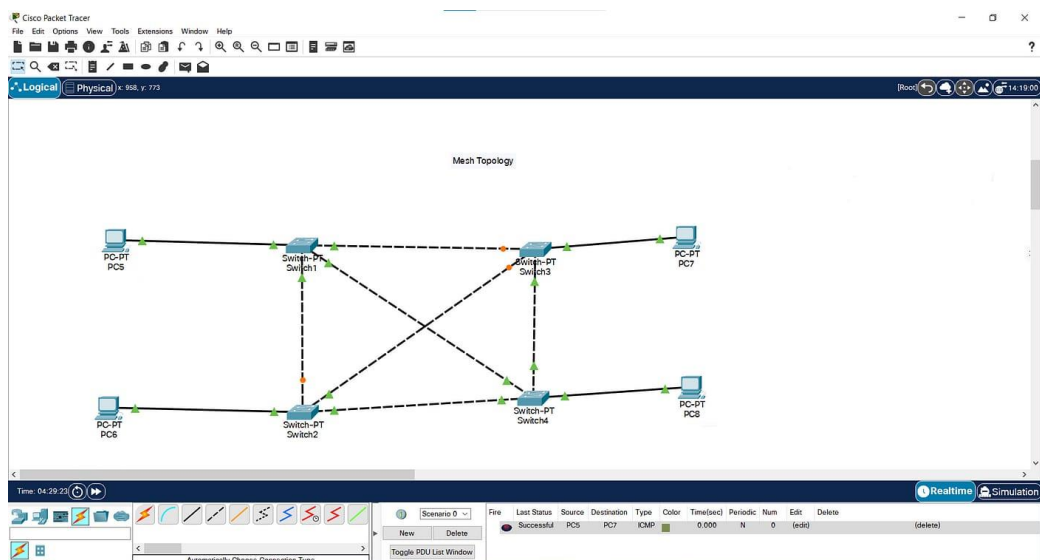 Cisco Packet Tracer
File Edit Options View Tools Extensions Window Help
?
Logical Physical x: 958, y: 773 [Root] 14:19:00
Mesh Topology
PC-PT
PC5
Switch-PT
Switch1
Switch-PT
Switch3
PC-PT
PC7
PC-PT
PC6
Switch-PT
Switch2
Switch-PT
Switch4
PC-PT
PC8
Time: 04:29:23 Realtime Simulation
Scenario 0
New Delete
Toggle PDU List Window
Fire Last Status Source Destination Type Color Time(sec) Periodic Num Edit Delete
Successful PC5 PC7 ICMP 0.000 N 0 (edit) (delete)
Automatically Choose Connection Type